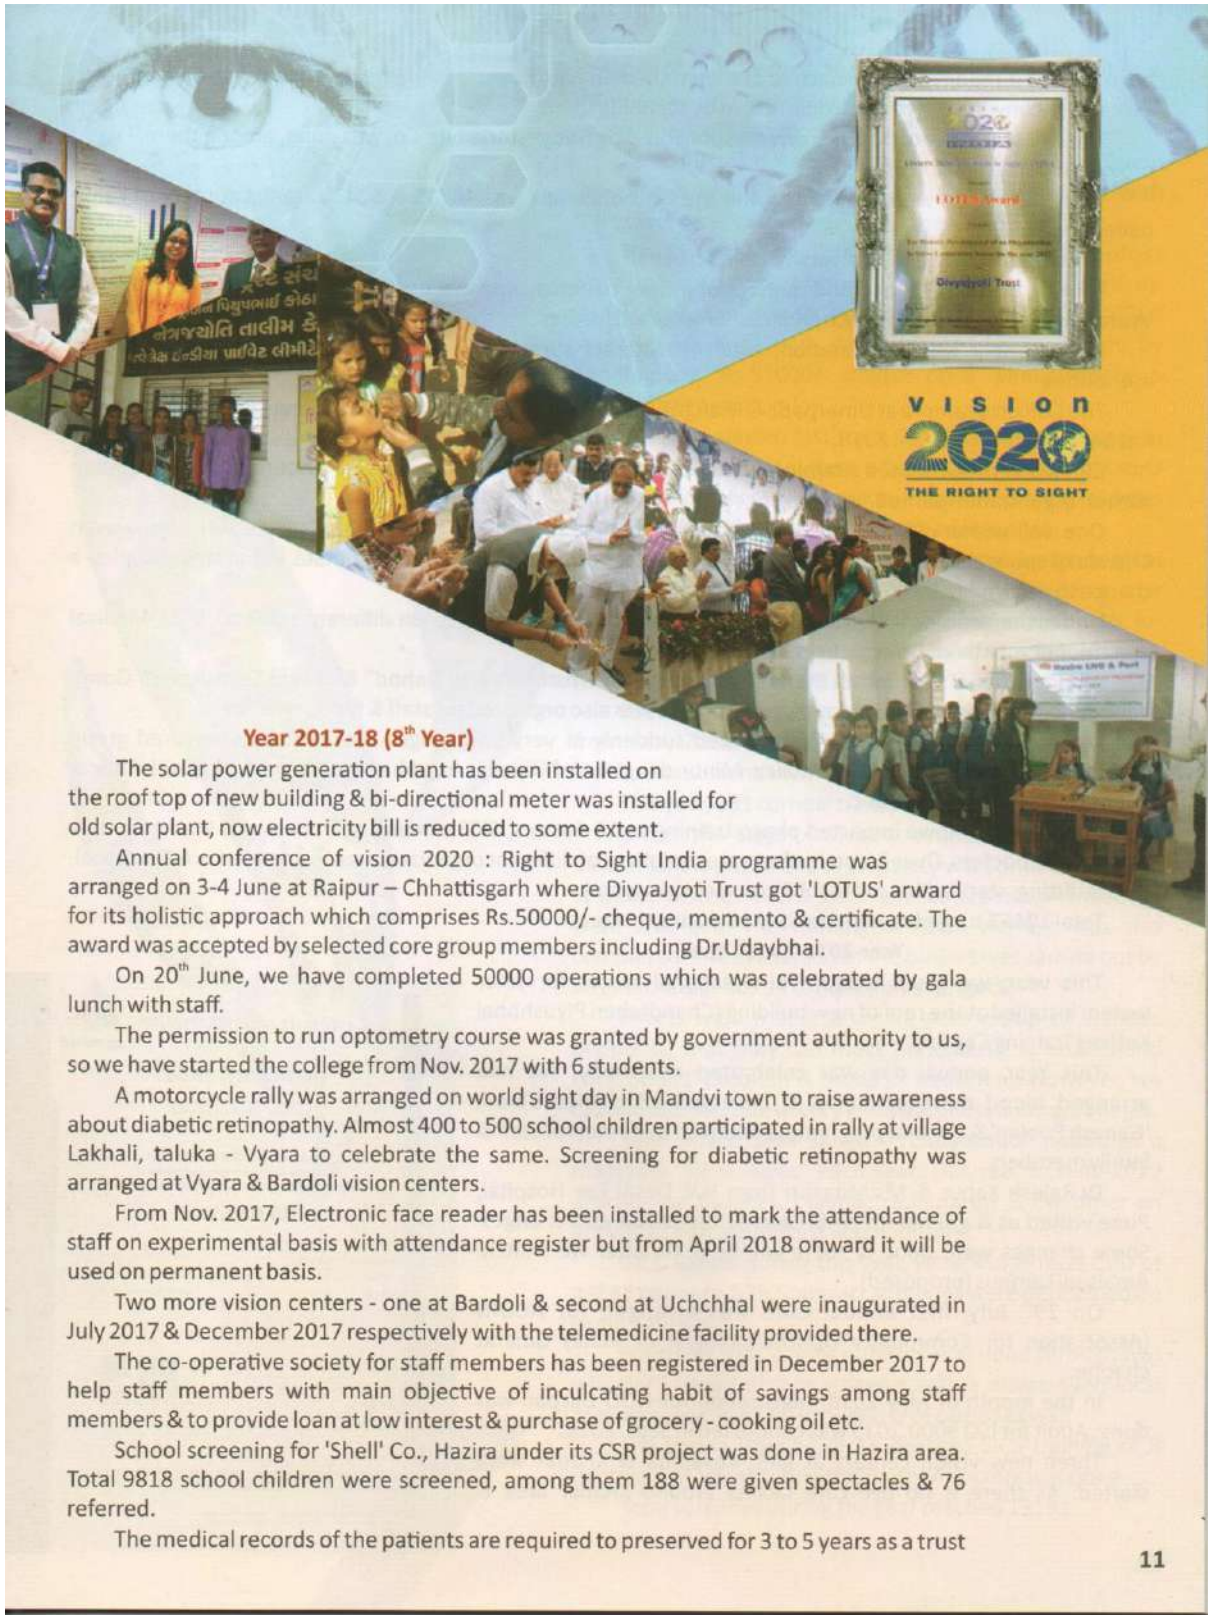 2020
LOTUS Award
Divyajyoti Trust
ટ્રસ્ટ સંચ
ન પિયુષભાઈ કોઠા
નેત્રજ્યોતિ તાલીમ કે
ઈન્ડીયા પ્રાઈવેટ લીમીટે
VISION
2020
THE RIGHT TO SIGHT
Hazira LNG & Port
Year 2017-18 (8th Year)
The solar power generation plant has been installed on
the roof top of new building & bi-directional meter was installed for
old solar plant, now electricity bill is reduced to some extent.
Annual conference of vision 2020 : Right to Sight India programme was
arranged on 3-4 June at Raipur – Chhattisgarh where DivyaJyoti Trust got 'LOTUS' arward
for its holistic approach which comprises Rs.50000/- cheque, memento & certificate. The
award was accepted by selected core group members including Dr.Udaybhai.
On 20th June, we have completed 50000 operations which was celebrated by gala
lunch with staff.
The permission to run optometry course was granted by government authority to us,
so we have started the college from Nov. 2017 with 6 students.
A motorcycle rally was arranged on world sight day in Mandvi town to raise awareness
about diabetic retinopathy. Almost 400 to 500 school children participated in rally at village
Lakhali, taluka - Vyara to celebrate the same. Screening for diabetic retinopathy was
arranged at Vyara & Bardoli vision centers.
From Nov. 2017, Electronic face reader has been installed to mark the attendance of
staff on experimental basis with attendance register but from April 2018 onward it will be
used on permanent basis.
Two more vision centers - one at Bardoli & second at Uchchhal were inaugurated in
July 2017 & December 2017 respectively with the telemedicine facility provided there.
The co-operative society for staff members has been registered in December 2017 to
help staff members with main objective of inculcating habit of savings among staff
members & to provide loan at low interest & purchase of grocery - cooking oil etc.
School screening for 'Shell' Co., Hazira under its CSR project was done in Hazira area.
Total 9818 school children were screened, among them 188 were given spectacles & 76
referred.
The medical records of the patients are required to preserved for 3 to 5 years as a trust
11